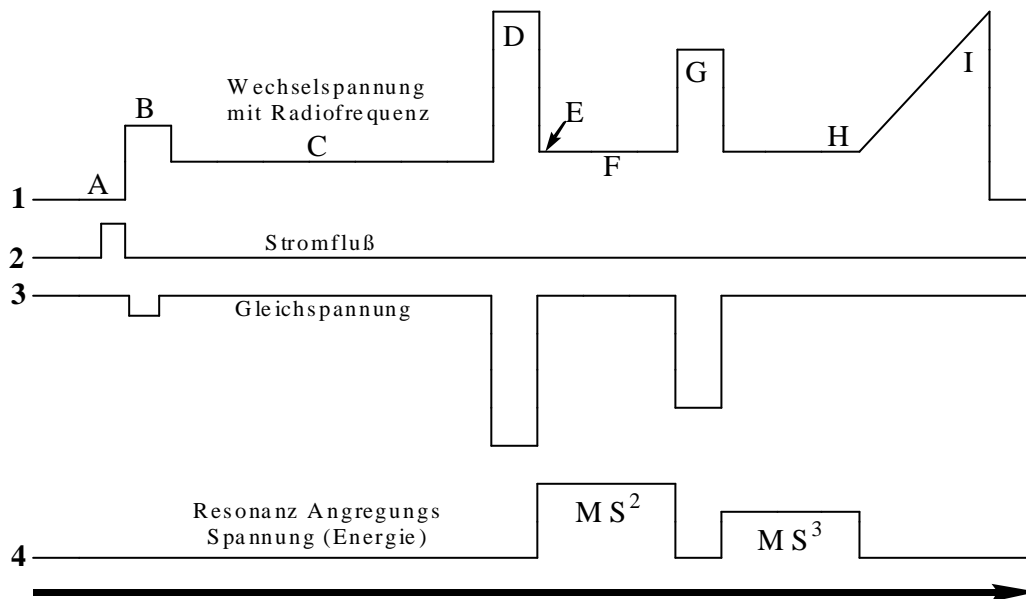 D
I
G
Wechselspannung
B
mit Radiofrequenz
E
C
H
F
A
1
Stromfluß
2
3
Gleichspannung
MS²
Resonanz Angregungs
MS³
Spannung (Energie)
4